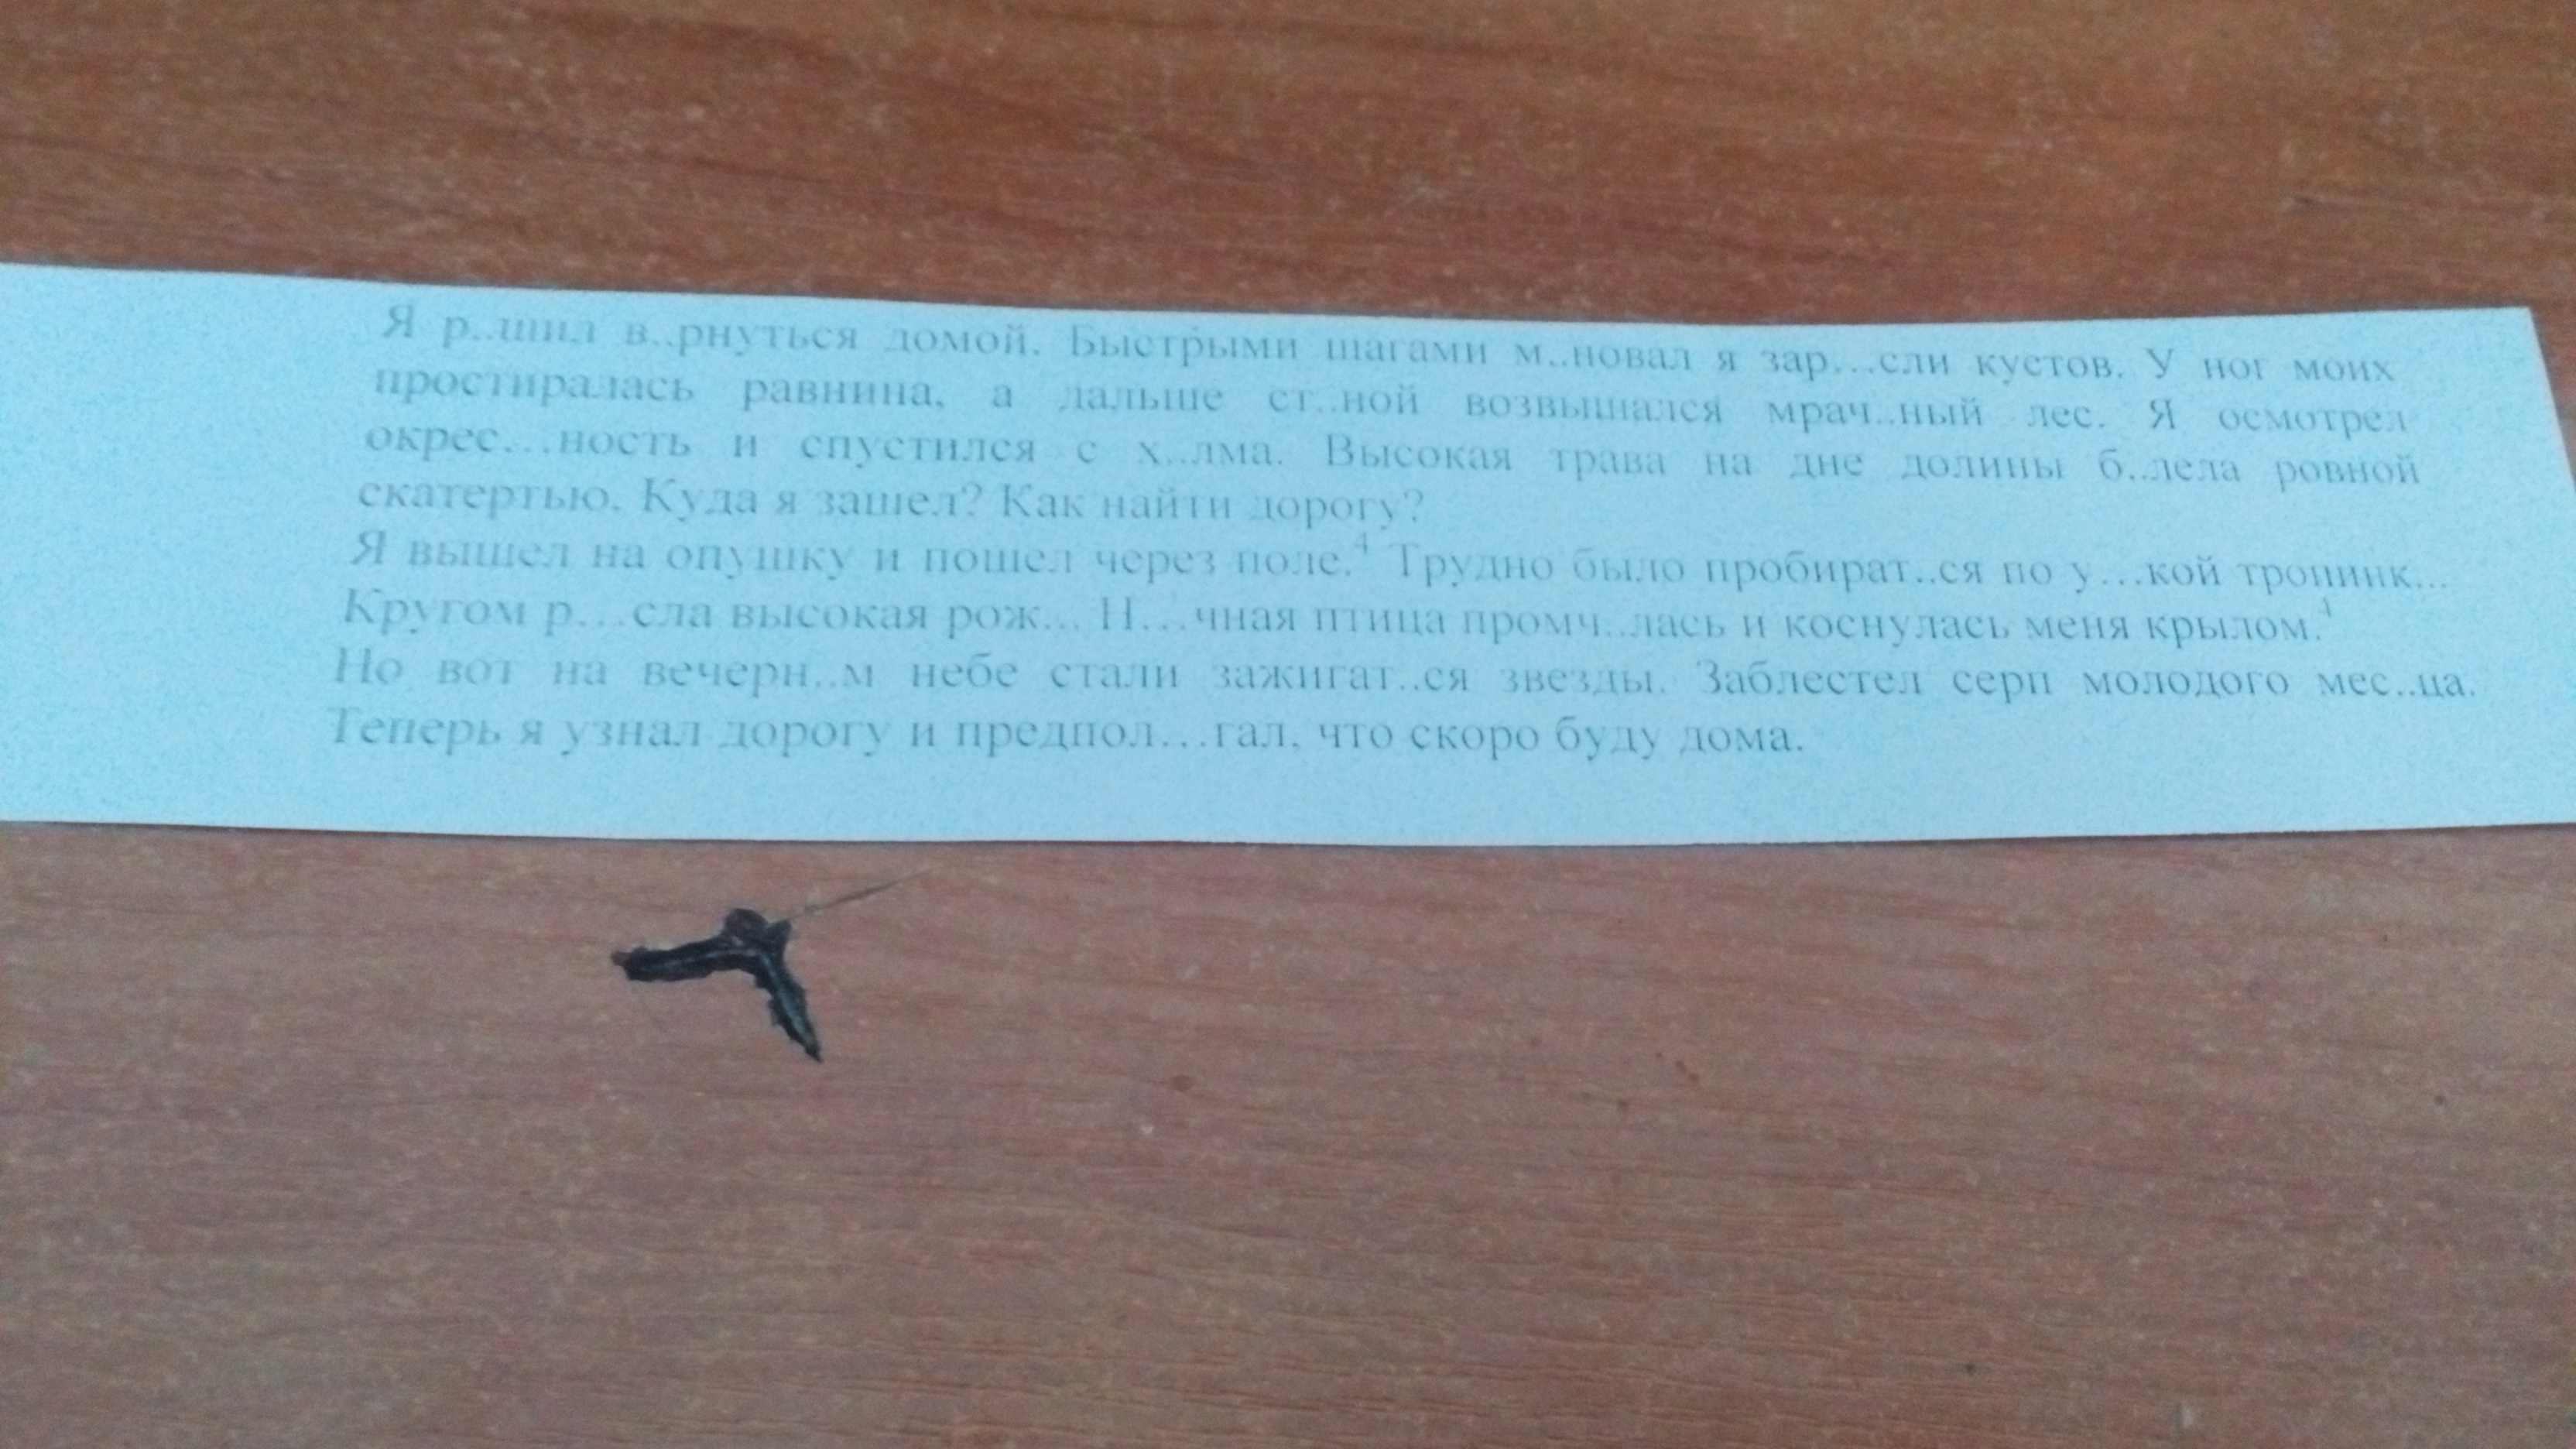 Я р..шил в..рнуться домой. Быстрыми шагами м..новал я зар...сли кустов. У ног моих
простиралась равнина, а дальше ст..ной возвышался мрач..ный лес. Я осмотрел
окрес...ность и спустился с х..лма. Высокая трава на дне долины б..лела ровной
скатертью. Куда я зашел? Как найти дорогу?
Я вышел на опушку и пошел через поле.4 Трудно было пробират..ся по у...кой тропинк...
Кругом р...сла высокая рож... Н...чная птица промч..лась и коснулась меня крылом.4
Но вот на вечерн..м небе стали зажигат..ся звезды. Заблестел серп молодого мес..ца.
Теперь я узнал дорогу и предпол...гал, что скоро буду дома.